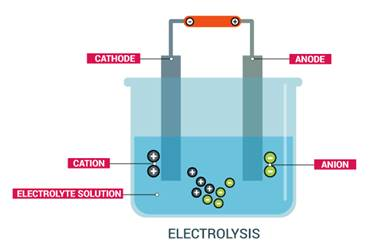 CATHODE
ANODE
CATION
ANION
ELECTROLYTE SOLUTION
ELECTROLYSIS